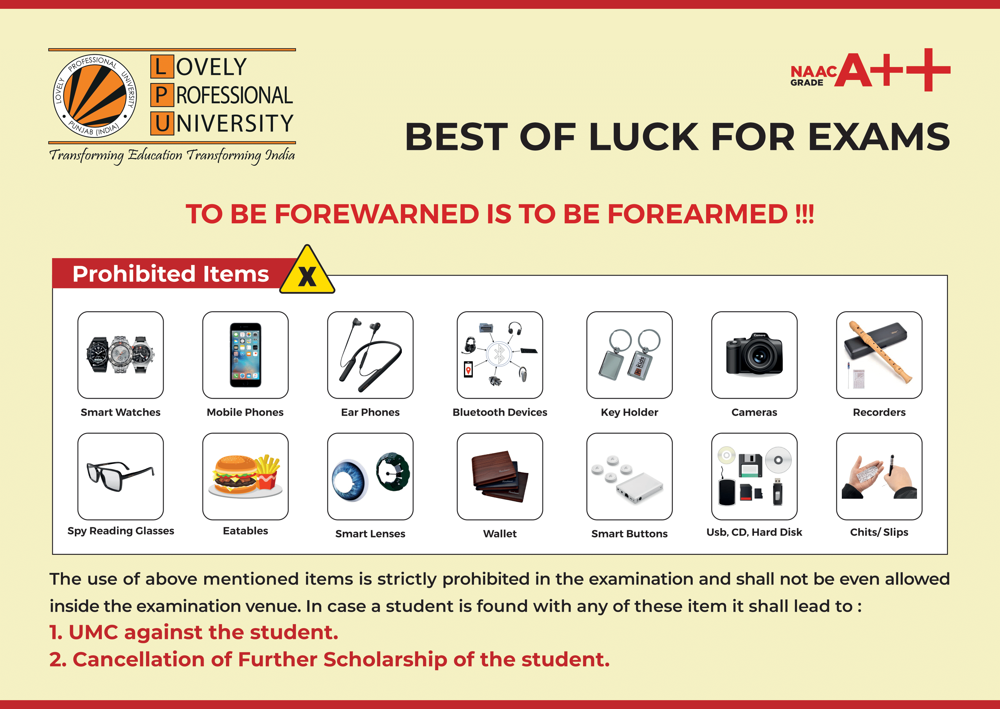 LOVELY PROFESSIONAL UNIVERSITY
PUNJAB (INDIA)
LOVELY
PROFESSIONAL
UNIVERSITY
Transforming Education Transforming India
NAAC
GRADE
A++
BEST OF LUCK FOR EXAMS
TO BE FOREWARNED IS TO BE FOREARMED !!!
Prohibited Items
X
Camera
Kids
Smart Watches
Mobile Phones
Ear Phones
Bluetooth Devices
Key Holder
Cameras
Recorders
Spy Reading Glasses
Eatables
Smart Lenses
Wallet
Smart Buttons
Usb, CD, Hard Disk
Chits/ Slips
The use of above mentioned items is strictly prohibited in the examination and shall not be even allowed
inside the examination venue. In case a student is found with any of these item it shall lead to :
1. UMC against the student.
2. Cancellation of Further Scholarship of the student.